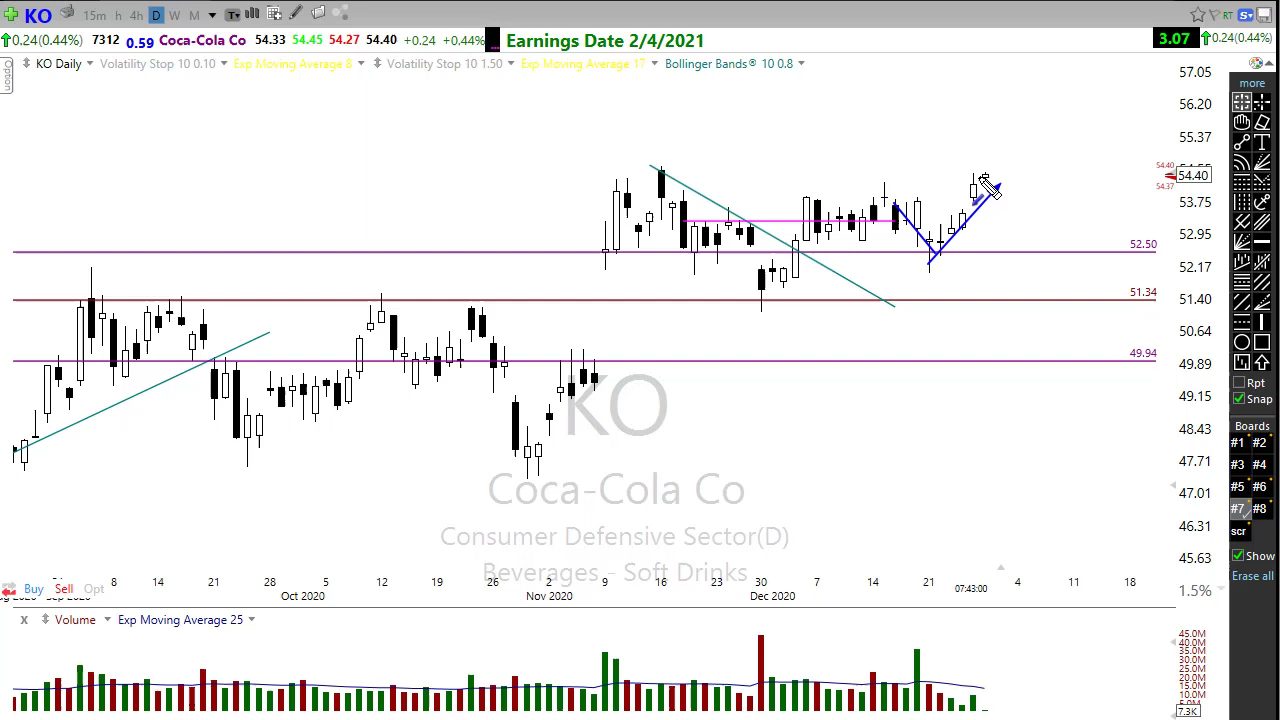 KO 15m h 4h D W M T RT S
0.24(0.44%) 7312 0.59 Coca-Cola Co 54.33 54.45 54.27 54.40 +0.24 +0.44% Earnings Date 2/4/2021 3.07 0.24(0.44%)
Option
KO Daily Volatility Stop 10 0.10 Exp Moving Average 8 Volatility Stop 10 1.50 Exp Moving Average 17 Bollinger Bands® 10 0.8
57.05
56.20
55.37
54.40
54.40
54.37
53.75
52.95
52.50
52.17
51.34
51.40
50.64
49.94
49.89
49.15
48.43
47.71
47.01
46.31
45.63
KO
Coca-Cola Co
Consumer Defensive Sector(D)
Beverages - Soft Drinks
Buy Sell Opt
8 14 21 28 5 12 19 26 2 9 16 23 30 7 14 21 07:43:00 4 11 18 1.5%
Oct 2020 Nov 2020 Dec 2020
X Volume Exp Moving Average 25
45.0M
35.0M
30.0M
25.0M
20.0M
15.0M
10.0M
7.3K
more
T
Rpt
Snap
Boards
#1 #2
#3 #4
#5 #6
#7 #8
scr
Show
Erase all